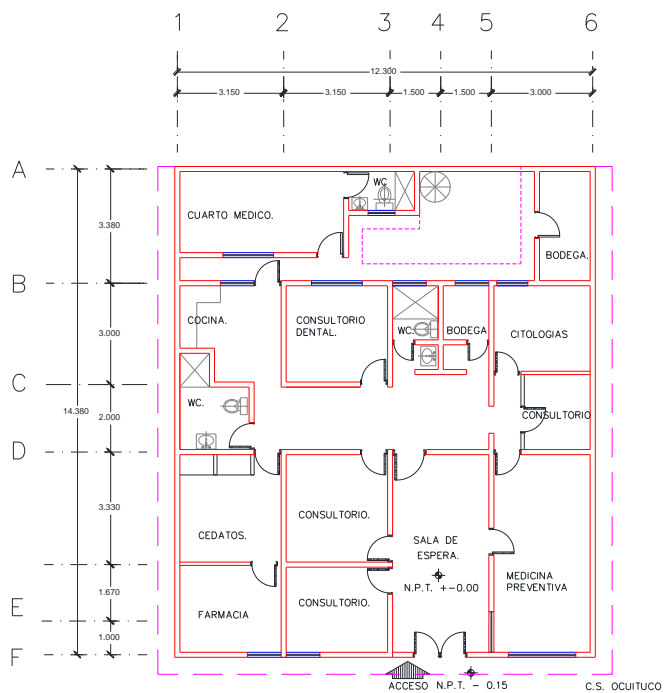 1 2 3 4 5 6
12.300
3.150 3.150 1.500 1.500 3.000
A
WC
CUARTO MEDICO.
3.380
BODEGA.
B
COCINA.
CONSULTORIO
DENTAL.
WC.
BODEGA
CITOLOGIAS
3.000
C
WC.
CONSULTORIO
14.380
2.000
D
3.330
CONSULTORIO.
CEDATOS.
SALA DE
ESPERA.
MEDICINA
PREVENTIVA
N.P.T. +-0.00
1.670
E
FARMACIA
CONSULTORIO.
1.000
F
ACCESO N.P.T. - 0.15
C.S. OCUITUCO